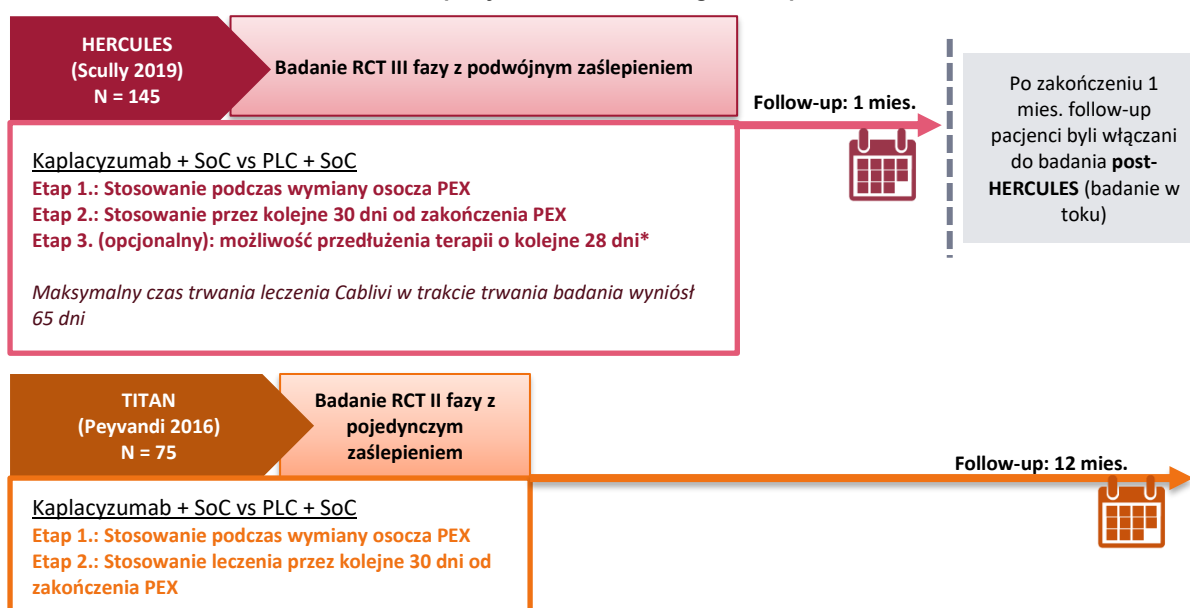 HERCULES
(Scully 2019)
N = 145
Badanie RCT III fazy z podwójnym zaślepieniem
Follow-up: 1 mies.
Po zakończeniu 1
mies. follow-up
pacjenci byli włączani
do badania post-
HERCULES (badanie w
toku)
Kaplacyzumab + SoC vs PLC + SoC
Etap 1.: Stosowanie podczas wymiany osocza PEX
Etap 2.: Stosowanie przez kolejne 30 dni od zakończenia PEX
Etap 3. (opcjonalny): możliwość przedłużenia terapii o kolejne 28 dni*
Maksymalny czas trwania leczenia Cablivi w trakcie trwania badania wyniósł
65 dni
TITAN
(Peyvandi 2016)
N = 75
Badanie RCT II fazy z
pojedynczym
zaślepieniem
Follow-up: 12 mies.
Kaplacyzumab + SoC vs PLC + SoC
Etap 1.: Stosowanie podczas wymiany osocza PEX
Etap 2.: Stosowanie leczenia przez kolejne 30 dni od
zakończenia PEX